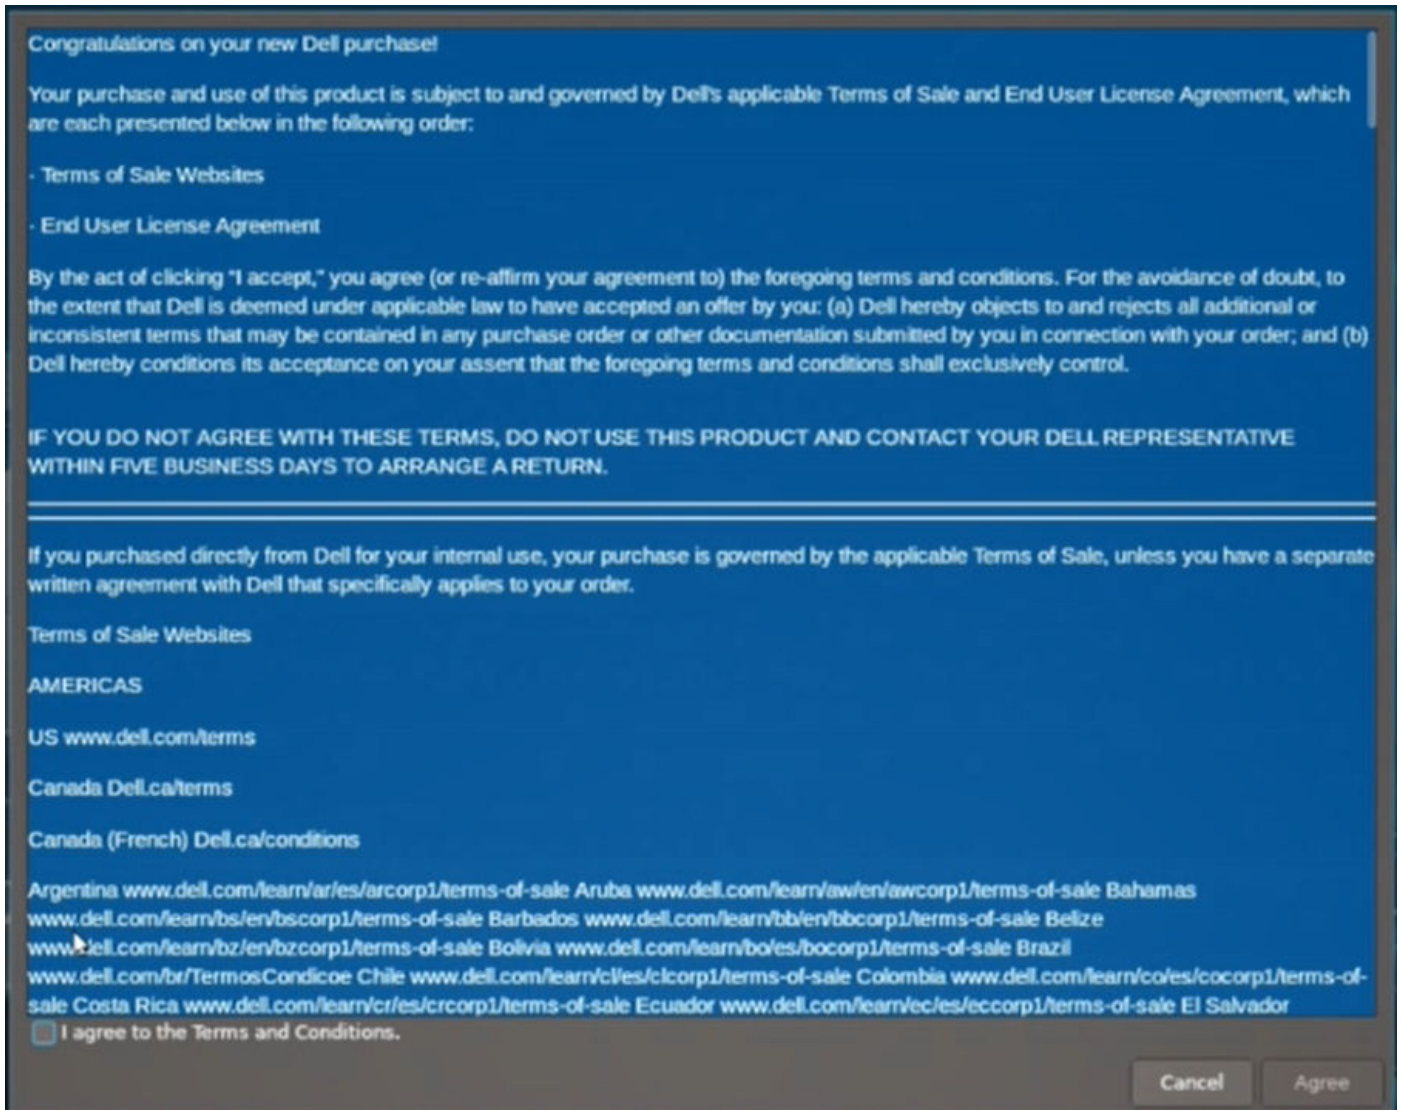 Congratulations on your new Dell purchase!
Your purchase and use of this product is subject to and governed by Dell's applicable Terms of Sale and End User License Agreement, which
are each presented below in the following order:
- Terms of Sale Websites
- End User License Agreement
By the act of clicking "I accept," you agree (or re-affirm your agreement to) the foregoing terms and conditions. For the avoidance of doubt, to
the extent that Dell is deemed under applicable law to have accepted an offer by you: (a) Dell hereby objects to and rejects all additional or
inconsistent terms that may be contained in any purchase order or other documentation submitted by you in connection with your order; and (b)
Dell hereby conditions its acceptance on your assent that the foregoing terms and conditions shall exclusively control.
IF YOU DO NOT AGREE WITH THESE TERMS, DO NOT USE THIS PRODUCT AND CONTACT YOUR DELL REPRESENTATIVE
WITHIN FIVE BUSINESS DAYS TO ARRANGE A RETURN.
If you purchased directly from Dell for your internal use, your purchase is governed by the applicable Terms of Sale, unless you have a separate
written agreement with Dell that specifically applies to your order.
Terms of Sale Websites
AMERICAS
US www.dell.com/terms
Canada Dell.ca/terms
Canada (French) Dell.ca/conditions
Argentina www.dell.com/learn/ar/es/arcorp1/terms-of-sale Aruba www.dell.com/learn/aw/en/awcorp1/terms-of-sale Bahamas
www.dell.com/learn/bs/en/bscorp1/terms-of-sale Barbados www.dell.com/learn/bb/en/bbcorp1/terms-of-sale Belize
www.dell.com/learn/bz/en/bzcorp1/terms-of-sale Bolivia www.dell.com/learn/bo/es/bocorp1/terms-of-sale Brazil
www.dell.com/br/TermosCondicoe Chile www.dell.com/learn/cl/es/clcorp1/terms-of-sale Colombia www.dell.com/learn/co/es/cocorp1/terms-of-
sale Costa Rica www.dell.com/learn/cr/es/crcorp1/terms-of-sale Ecuador www.dell.com/learn/ec/es/eccorp1/terms-of-sale El Salvador
I agree to the Terms and Conditions.
Cancel Agree